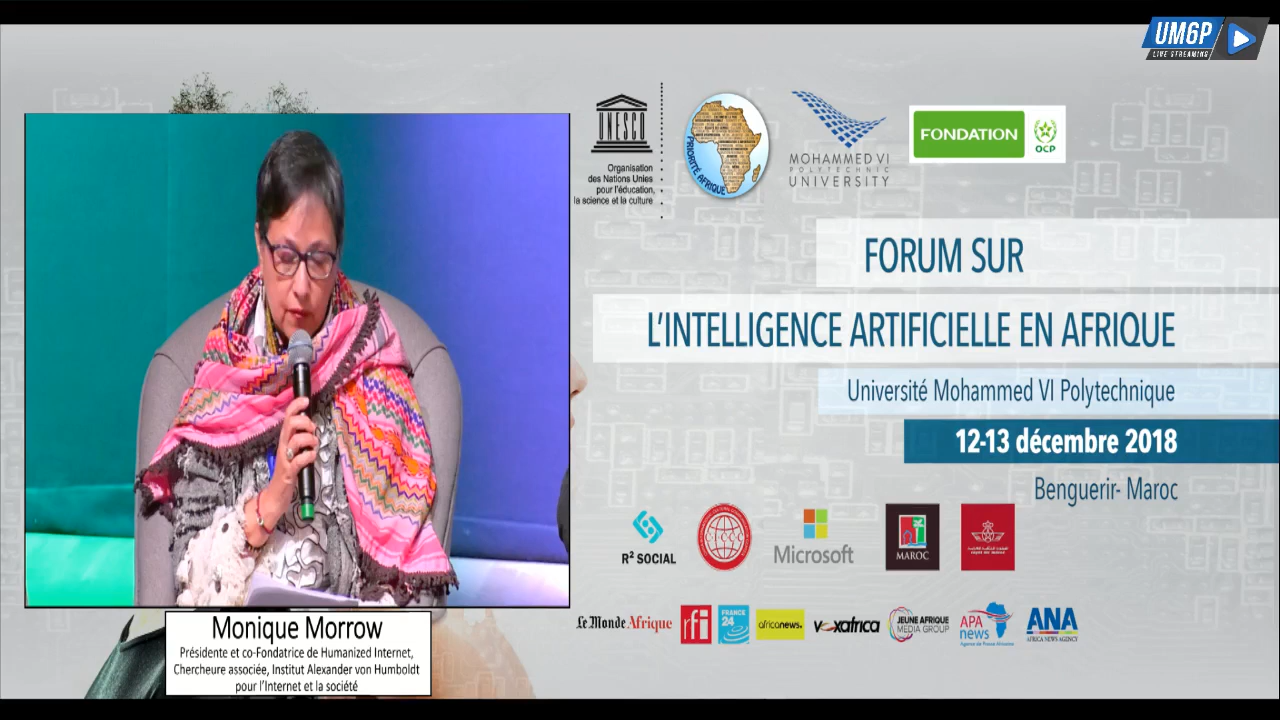 UM6P
LIVE STREAMING
UNESCO
Organisation
des Nations Unies
pour l'éducation,
la science et la culture
PRIORITÉ AFRIQUE
MOHAMMED VI
POLYTECHNIC
UNIVERSITY
FONDATION
OCP
FORUM SUR
L'INTELLIGENCE ARTIFICIELLE EN AFRIQUE
Université Mohammed VI Polytechnique
12-13 décembre 2018
Benguerir- Maroc
R² SOCIAL
Microsoft
MAROC
Le Monde Afrique
rfi
FRANCE
24
africanews.
voxafrica
JEUNE AFRIQUE
MEDIA GROUP
APA
news
Agence de Presse Africaine
ANA
AFRICA NEWS AGENCY
Monique Morrow
Présidente et co-Fondatrice de Humanized Internet,
Chercheure associée, Institut Alexander von Humboldt
pour l'Internet et la société